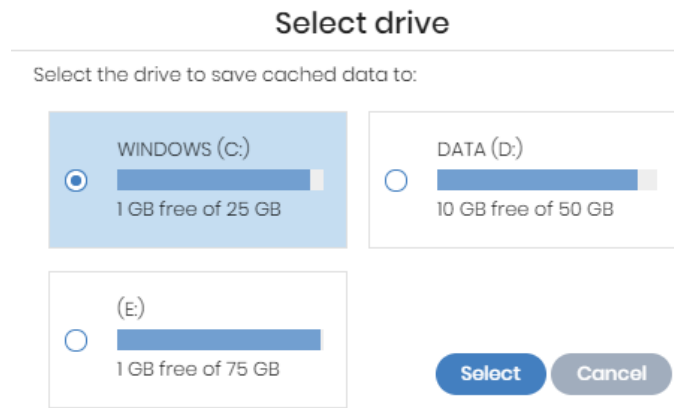 Select drive
Select the drive to save cached data to:
WINDOWS (C:)
1 GB free of 25 GB
DATA (D:)
10 GB free of 50 GB
(E:)
1 GB free of 75 GB
Select
Cancel